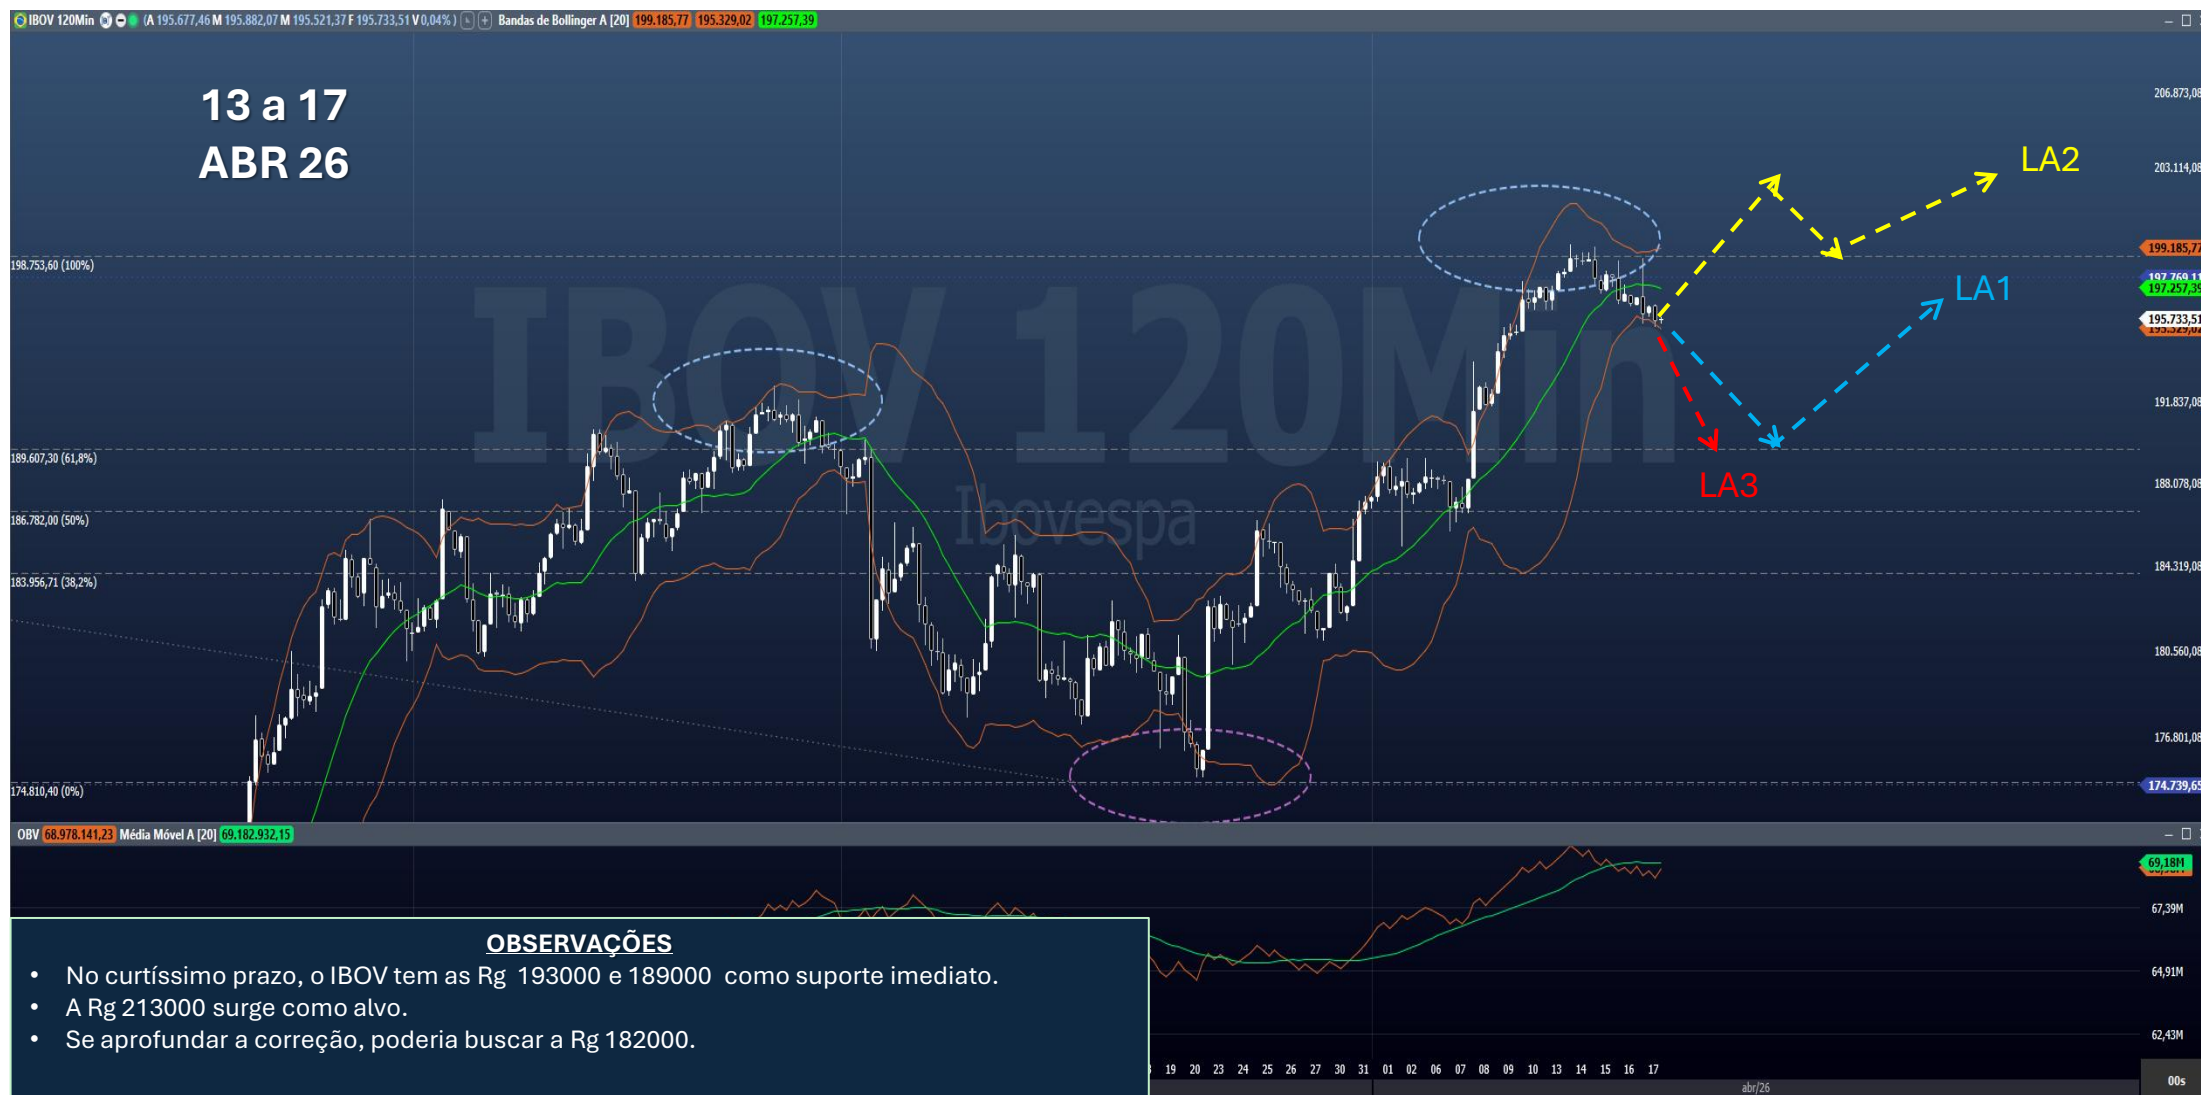 IBOV 120Min (A 195.677,46 M 195.882,07 M 195.521,37 F 195.733,51 V 0,04% ) Bandas de Bollinger A [20] 199.185,77 195.329,02 197.257,39
13 a 17
ABR 26
206.873,08
LA2
203.114,08
199.185,77
198.753,60 (100%)
197.769,11
197.257,39
LA1
195.733,51
195.329,02
IBOV 120Min
191.837,08
189.607,30 (61,8%)
LA3
188.078,08
Ibovespa
186.782,00 (50%)
184.319,08
183.956,71 (38,2%)
180.560,08
176.801,08
174.810,40 (0%)
174.739,65
OBV 68.978.141,23 Média Móvel A [20] 69.182.932,15
69,18M
67,39M
OBSERVAÇÕES
• No curtíssimo prazo, o IBOV tem as Rg 193000 e 189000 como suporte imediato.
64,91M
• A Rg 213000 surge como alvo.
• Se aprofundar a correção, poderia buscar a Rg 182000.
62,43M
19 20 23 24 25 26 27 30 31 01 02 06 07 08 09 10 13 14 15 16 17
00s
abr/26